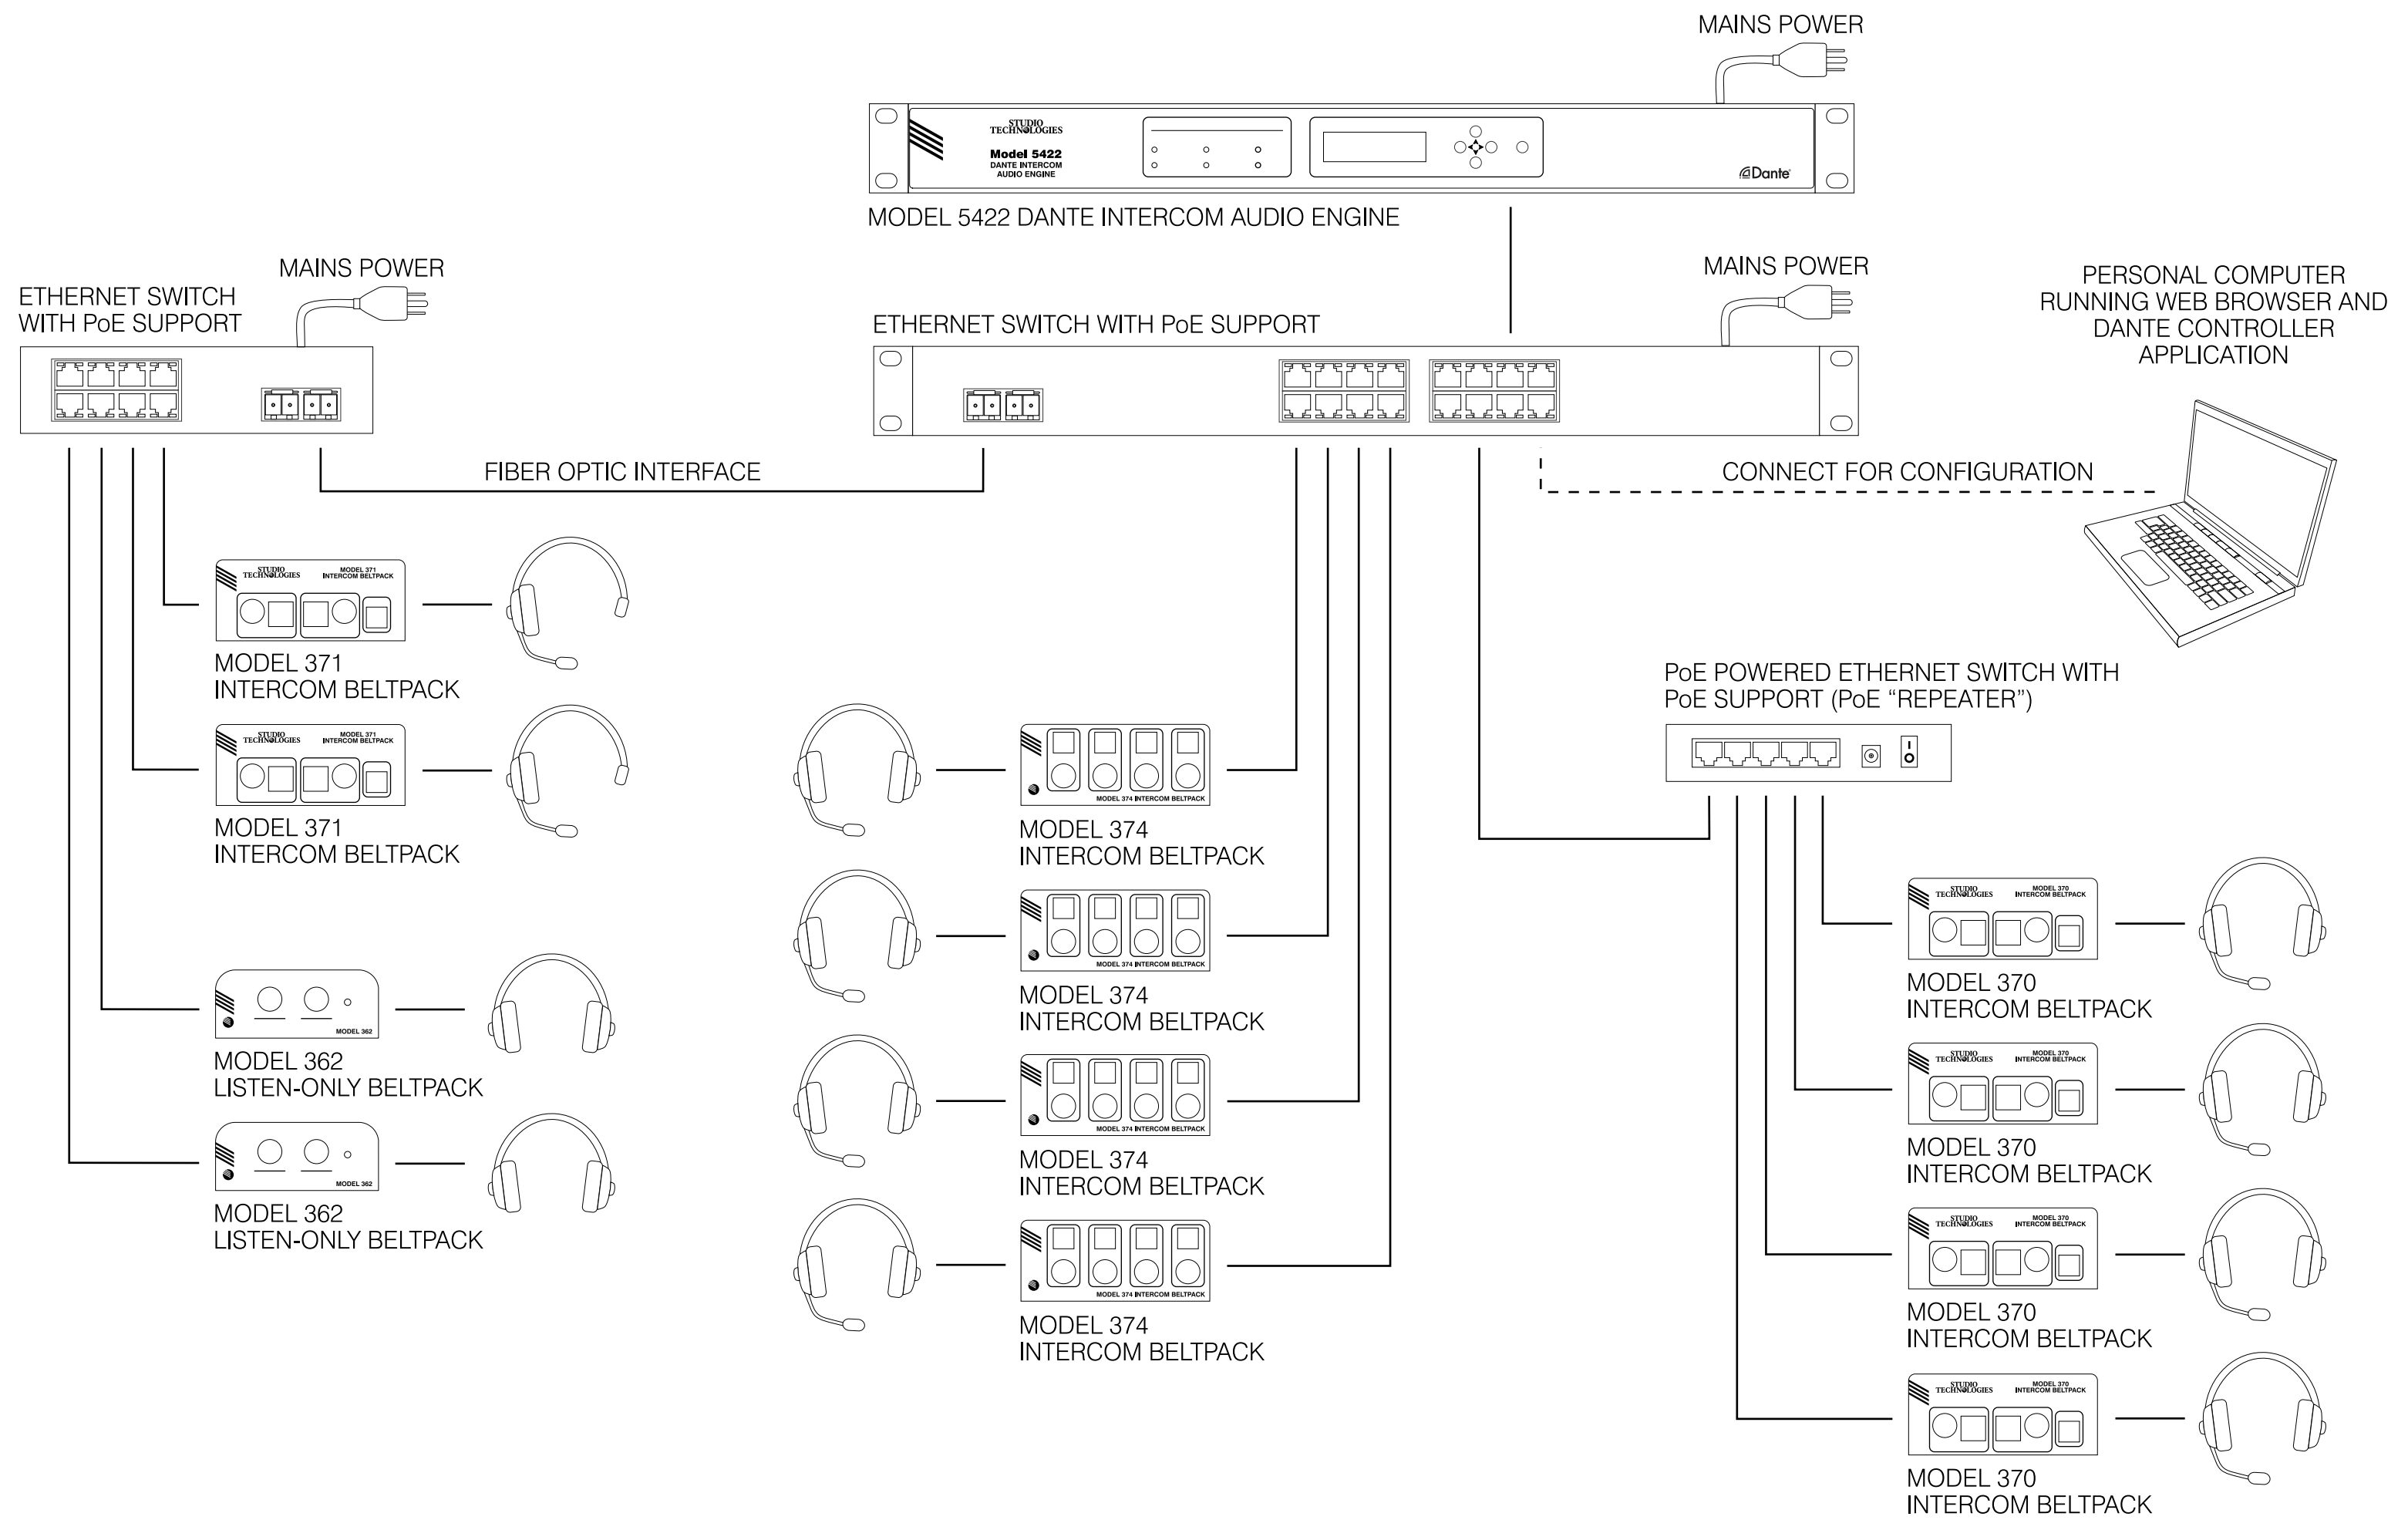 MAINS POWER
STUDIO
TECHNOLOGIES
Model 5422
DANTE INTERCOM
AUDIO ENGINE
Dante
MODEL 5422 DANTE INTERCOM AUDIO ENGINE
MAINS POWER
ETHERNET SWITCH
WITH PoE SUPPORT
ETHERNET SWITCH WITH PoE SUPPORT
MAINS POWER
PERSONAL COMPUTER
RUNNING WEB BROWSER AND
DANTE CONTROLLER
APPLICATION
FIBER OPTIC INTERFACE
CONNECT FOR CONFIGURATION
STUDIO
TECHNOLOGIES
MODEL 371
INTERCOM BELTPACK
MODEL 371
INTERCOM BELTPACK
STUDIO
TECHNOLOGIES
MODEL 371
INTERCOM BELTPACK
MODEL 371
INTERCOM BELTPACK
MODEL 362
MODEL 362
LISTEN-ONLY BELTPACK
MODEL 362
MODEL 362
LISTEN-ONLY BELTPACK
MODEL 374 INTERCOM BELTPACK
MODEL 374
INTERCOM BELTPACK
MODEL 374 INTERCOM BELTPACK
MODEL 374
INTERCOM BELTPACK
MODEL 374 INTERCOM BELTPACK
MODEL 374
INTERCOM BELTPACK
MODEL 374 INTERCOM BELTPACK
MODEL 374
INTERCOM BELTPACK
PoE POWERED ETHERNET SWITCH WITH
PoE SUPPORT (PoE “REPEATER”)
I
O
STUDIO
TECHNOLOGIES
MODEL 370
INTERCOM BELTPACK
MODEL 370
INTERCOM BELTPACK
STUDIO
TECHNOLOGIES
MODEL 370
INTERCOM BELTPACK
MODEL 370
INTERCOM BELTPACK
STUDIO
TECHNOLOGIES
MODEL 370
INTERCOM BELTPACK
MODEL 370
INTERCOM BELTPACK
STUDIO
TECHNOLOGIES
MODEL 370
INTERCOM BELTPACK
MODEL 370
INTERCOM BELTPACK